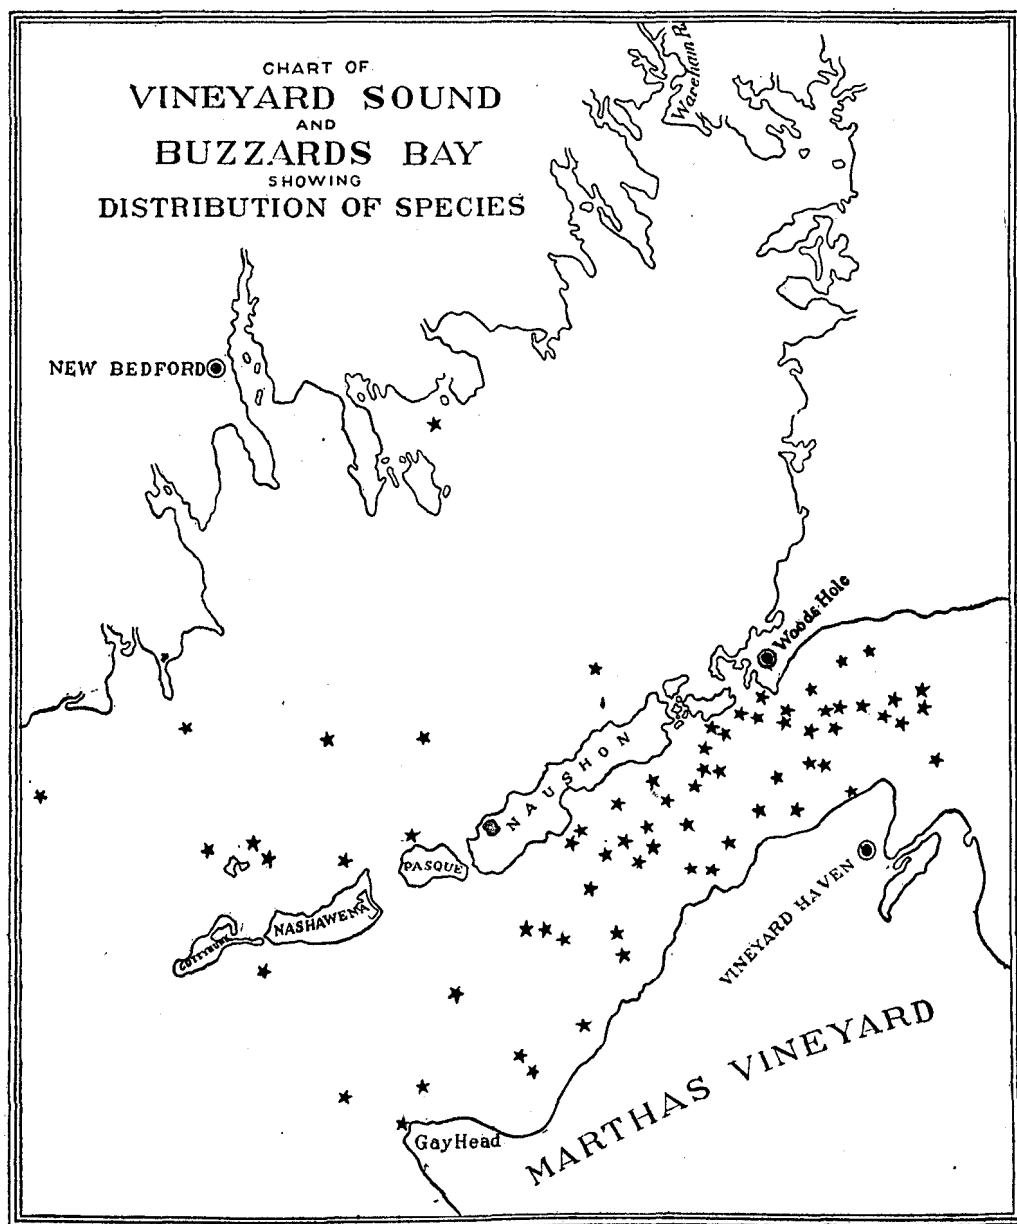 CHART OF
VINEYARD SOUND
AND
BUZZARDS BAY
SHOWING
DISTRIBUTION OF SPECIES
Wareham R
NEW BEDFORD
Woods Hole
NAUSHON
PASQUE
NASHAWENA
CUTTYHUNK
VINEYARD HAVEN
MARTHAS VINEYARD
Gay Head